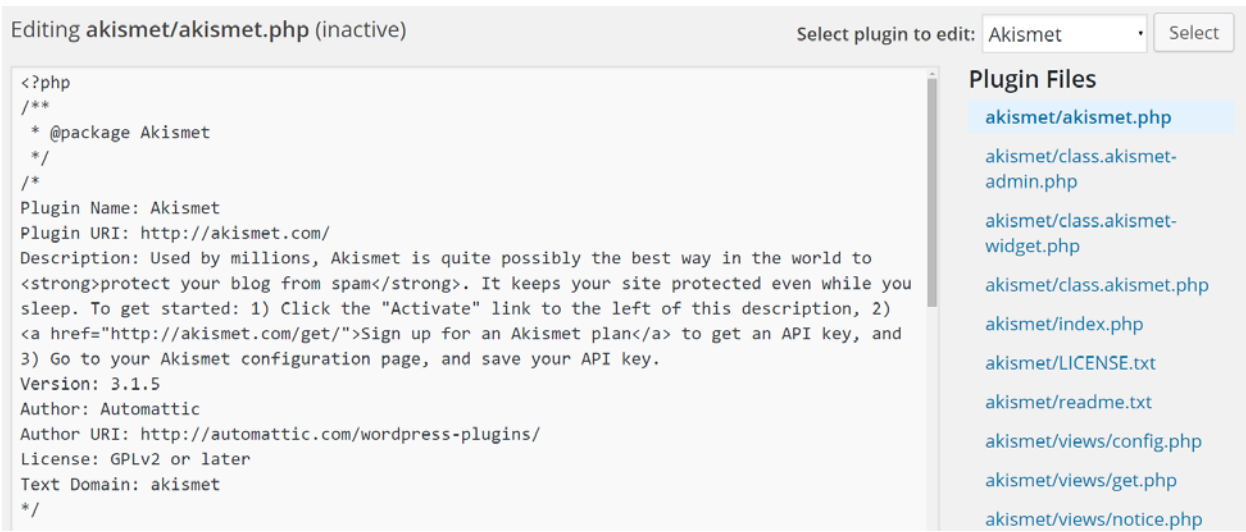 Editing akismet/akismet.php (inactive)
Select plugin to edit: Akismet Select
<?php
/**
 * @package Akismet
 */
/*
Plugin Name: Akismet
Plugin URI: http://akismet.com/
Description: Used by millions, Akismet is quite possibly the best way in the world to
<strong>protect your blog from spam</strong>. It keeps your site protected even while you
sleep. To get started: 1) Click the "Activate" link to the left of this description, 2)
<a href="http://akismet.com/get/">Sign up for an Akismet plan</a> to get an API key, and
3) Go to your Akismet configuration page, and save your API key.
Version: 3.1.5
Author: Automattic
Author URI: http://automattic.com/wordpress-plugins/
License: GPLv2 or later
Text Domain: akismet
*/
Plugin Files
akismet/akismet.php
akismet/class.akismet-
admin.php
akismet/class.akismet-
widget.php
akismet/class.akismet.php
akismet/index.php
akismet/LICENSE.txt
akismet/readme.txt
akismet/views/config.php
akismet/views/get.php
akismet/views/notice.php